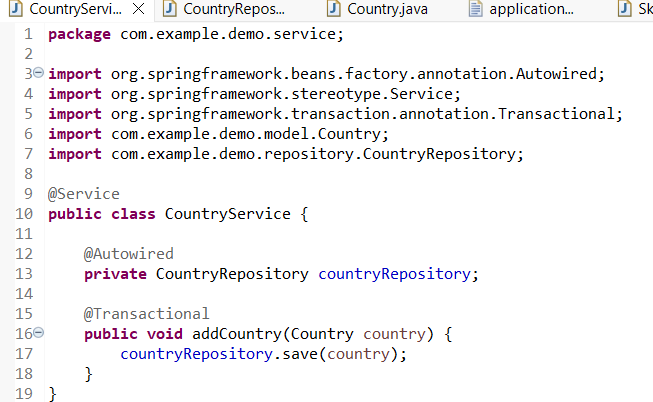 CountryServi... CountryRepos... Country.java application... Sk
1 package com.example.demo.service;
2
3 import org.springframework.beans.factory.annotation.Autowired;
4 import org.springframework.stereotype.Service;
5 import org.springframework.transaction.annotation.Transactional;
6 import com.example.demo.model.Country;
7 import com.example.demo.repository.CountryRepository;
8
9 @Service
10 public class CountryService {
11
12     @Autowired
13     private CountryRepository countryRepository;
14
15     @Transactional
16     public void addCountry(Country country) {
17         countryRepository.save(country);
18     }
19 }